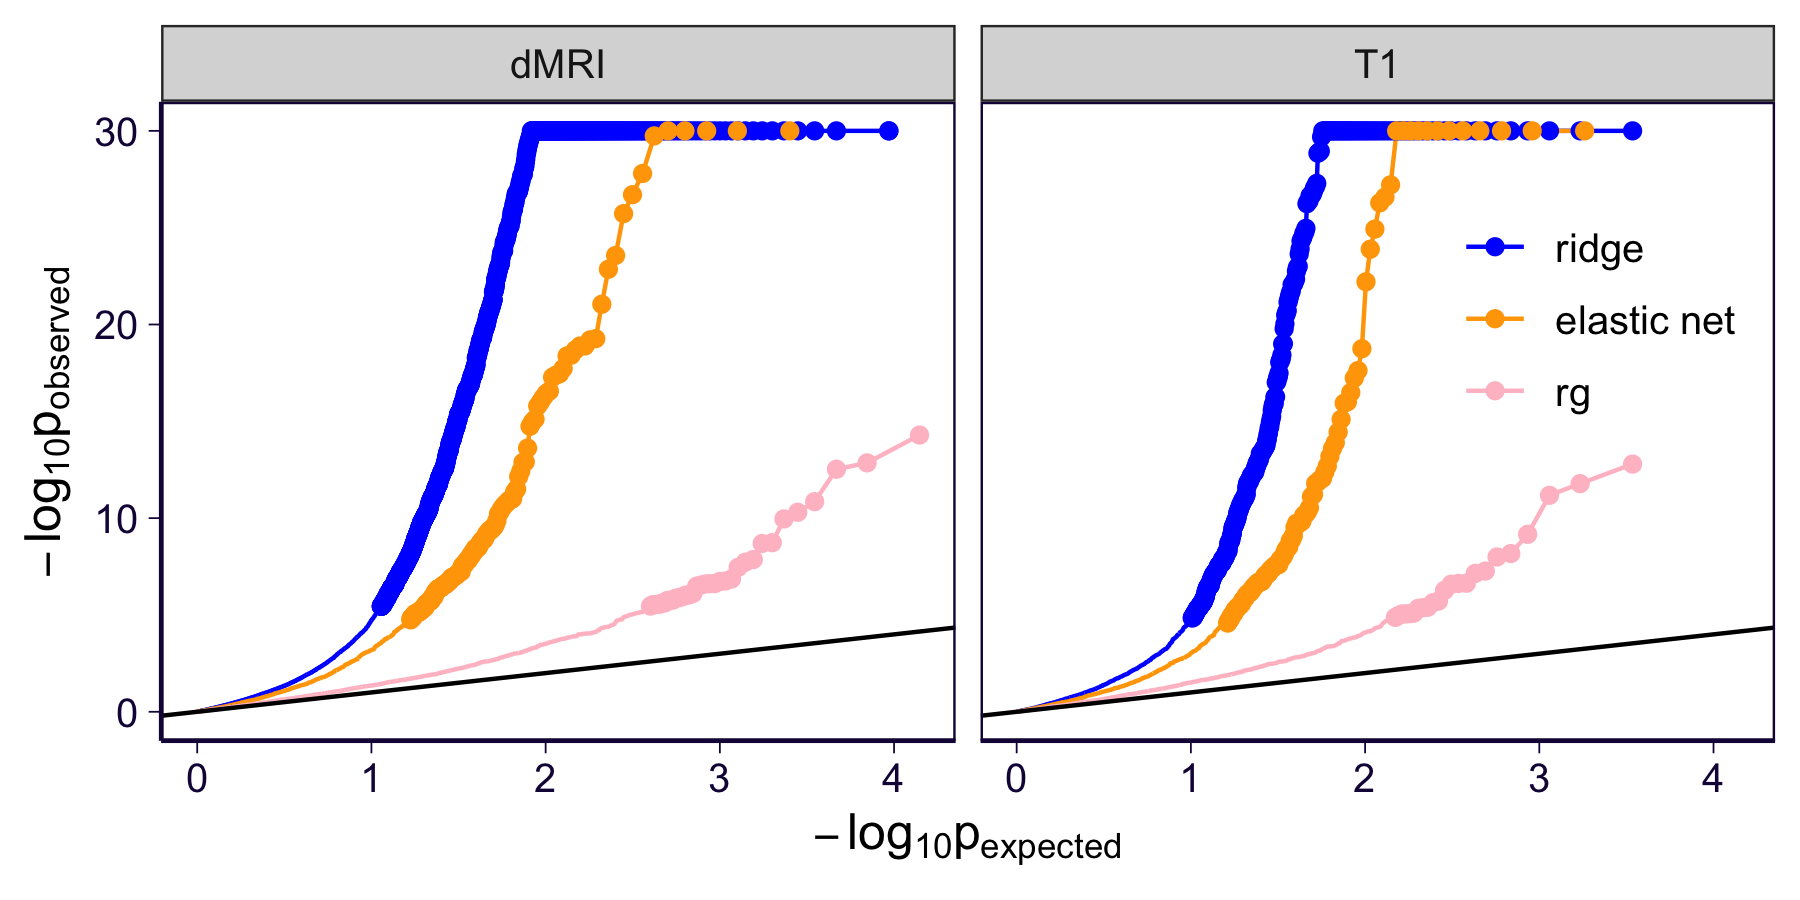 dMRI
T1
30
20
10
0
−log10pobserved
ridge
elastic net
rg
0 1 2 3 4
0 1 2 3 4
−log10pexpected